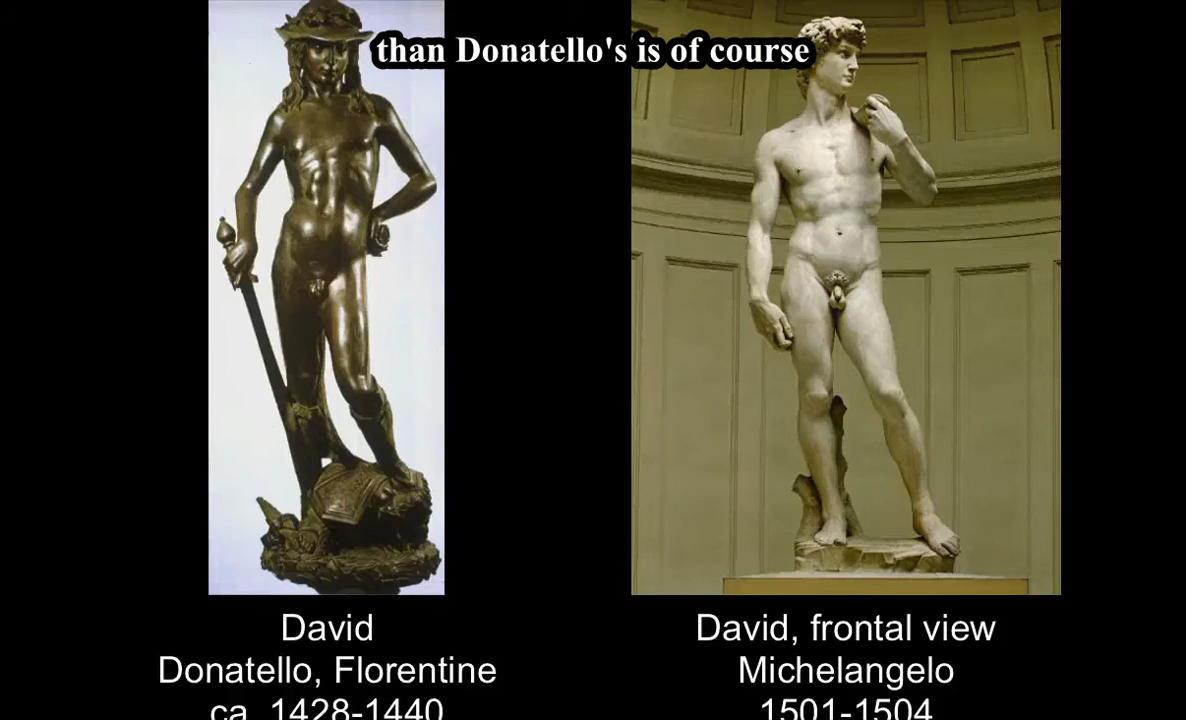 than Donatello's is of course
David
Donatello, Florentine
ca. 1428-1440
David, frontal view
Michelangelo
1501-1504